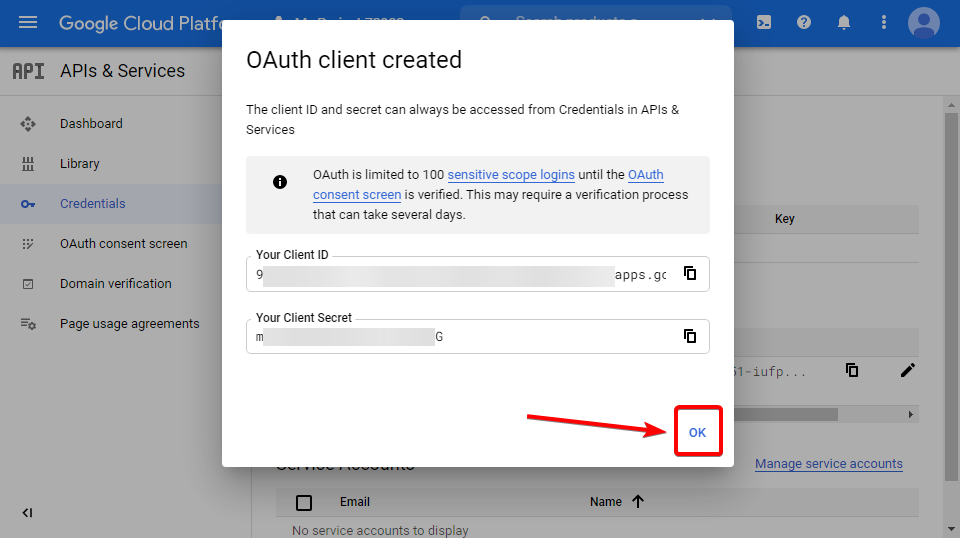 Google Cloud Platfo
OAuth client created
The client ID and secret can always be accessed from Credentials in APIs &
Services
OAuth is limited to 100 sensitive scope logins until the OAuth
consent screen is verified. This may require a verification process
that can take several days.
Your Client ID
9
apps.gc
Your Client Secret
m
G
OK
API APIs & Services
Dashboard
Library
Credentials
OAuth consent screen
Domain verification
Page usage agreements
Key
51-iufp...
Service Accounts
Manage service accounts
Email
Name
No service accounts to display